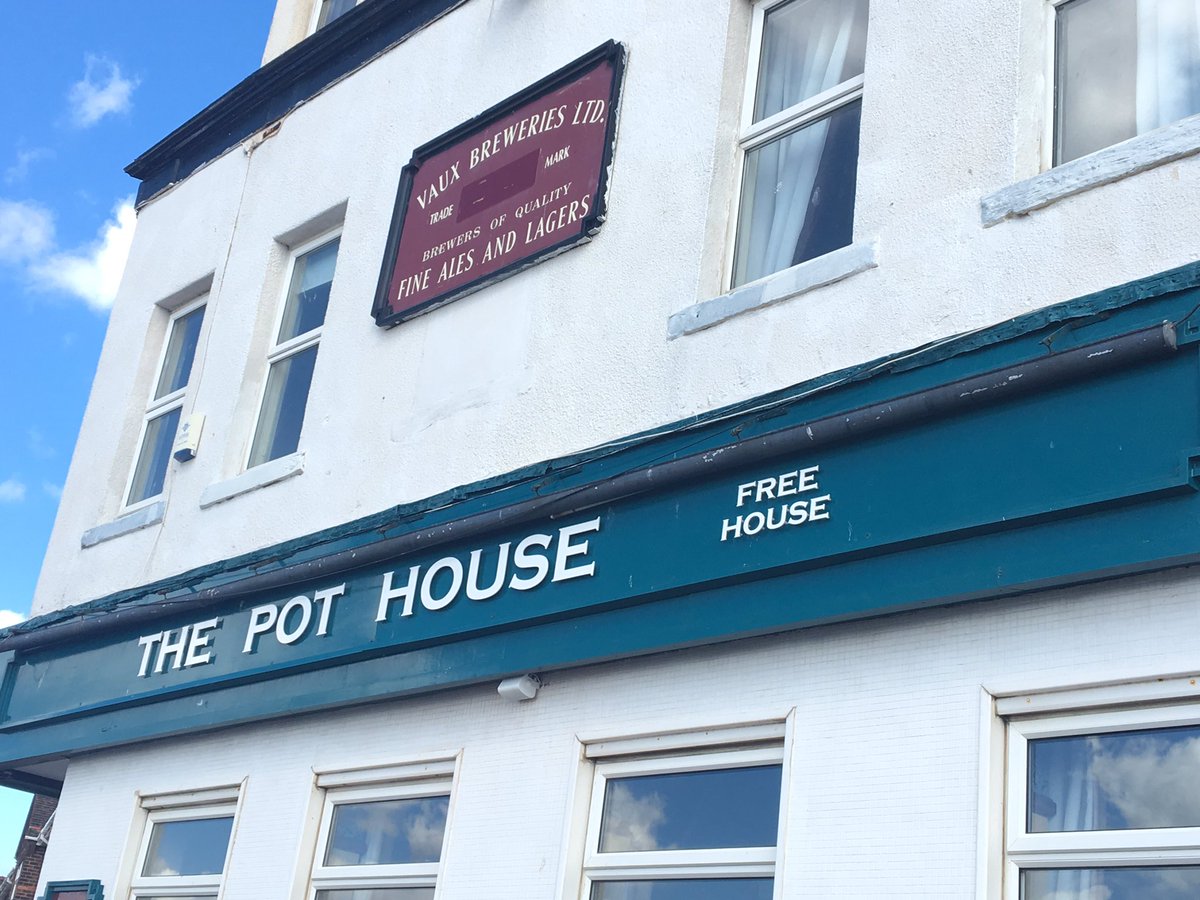 VAUX BREWERIES LTD.
TRADE MARK
BREWERS OF QUALITY
FINE ALES AND LAGERS
FREE
HOUSE
THE POT HOUSE